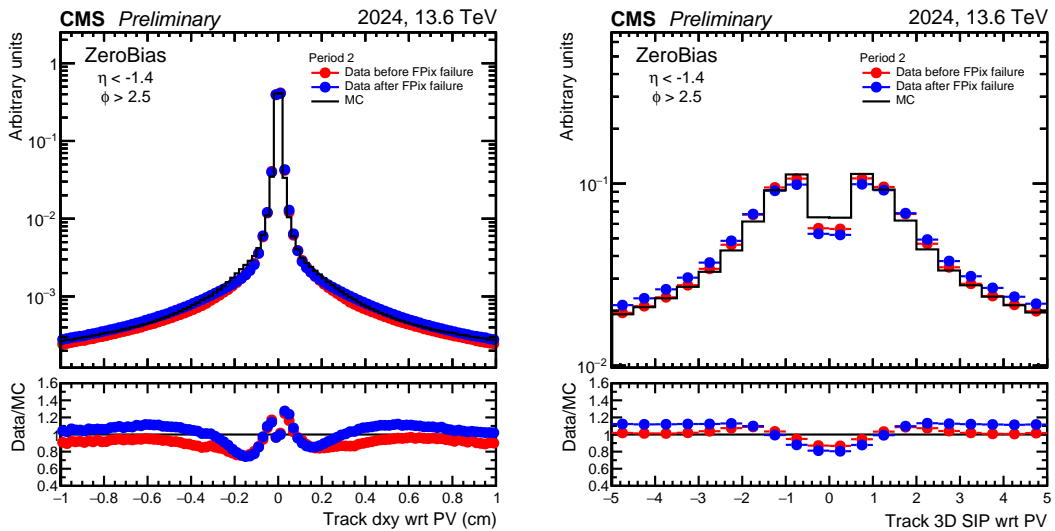 CMS Preliminary 2024, 13.6 TeV
Arbitrary units
ZeroBias
η < -1.4
ϕ > 2.5
Period 2
Data before FPix failure
Data after FPix failure
MC
1
10−1
10−2
10−3
Data/MC
1.6
1.4
1.2
1
0.8
0.6
0.4
−1 −0.8 −0.6 −0.4 −0.2 0 0.2 0.4 0.6 0.8 1
Track dxy wrt PV (cm)
CMS Preliminary 2024, 13.6 TeV
Arbitrary units
ZeroBias
η < -1.4
ϕ > 2.5
Period 2
Data before FPix failure
Data after FPix failure
MC
10−1
10−2
Data/MC
1.6
1.4
1.2
1
0.8
0.6
0.4
−5 −4 −3 −2 −1 0 1 2 3 4 5
Track 3D SIP wrt PV